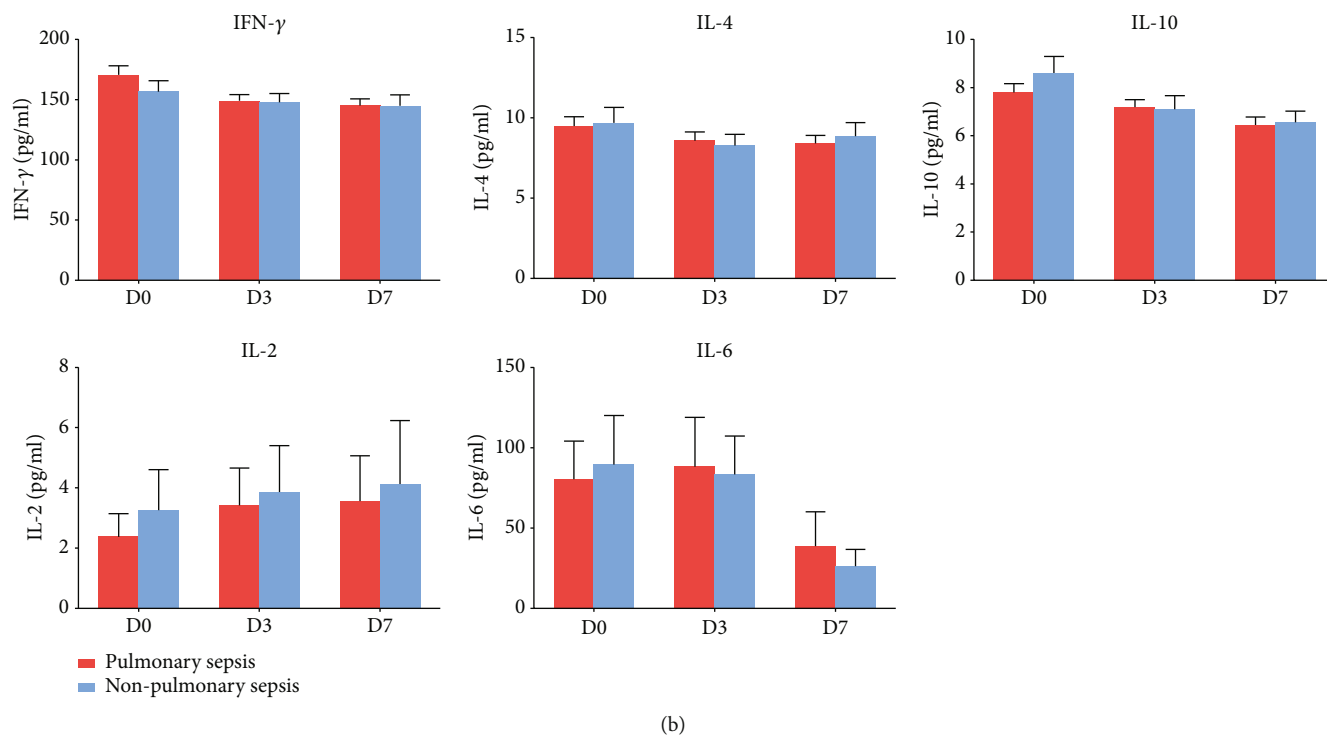 IFN-γ
IFN-γ (pg/ml)
200
150
100
50
0
D0 D3 D7
IL-4
IL-4 (pg/ml)
15
10
5
0
D0 D3 D7
IL-10
IL-10 (pg/ml)
10
8
6
4
2
0
D0 D3 D7
IL-2
IL-2 (pg/ml)
8
6
4
2
0
D0 D3 D7
IL-6
IL-6 (pg/ml)
150
100
50
0
D0 D3 D7
Pulmonary sepsis
Non-pulmonary sepsis
(b)